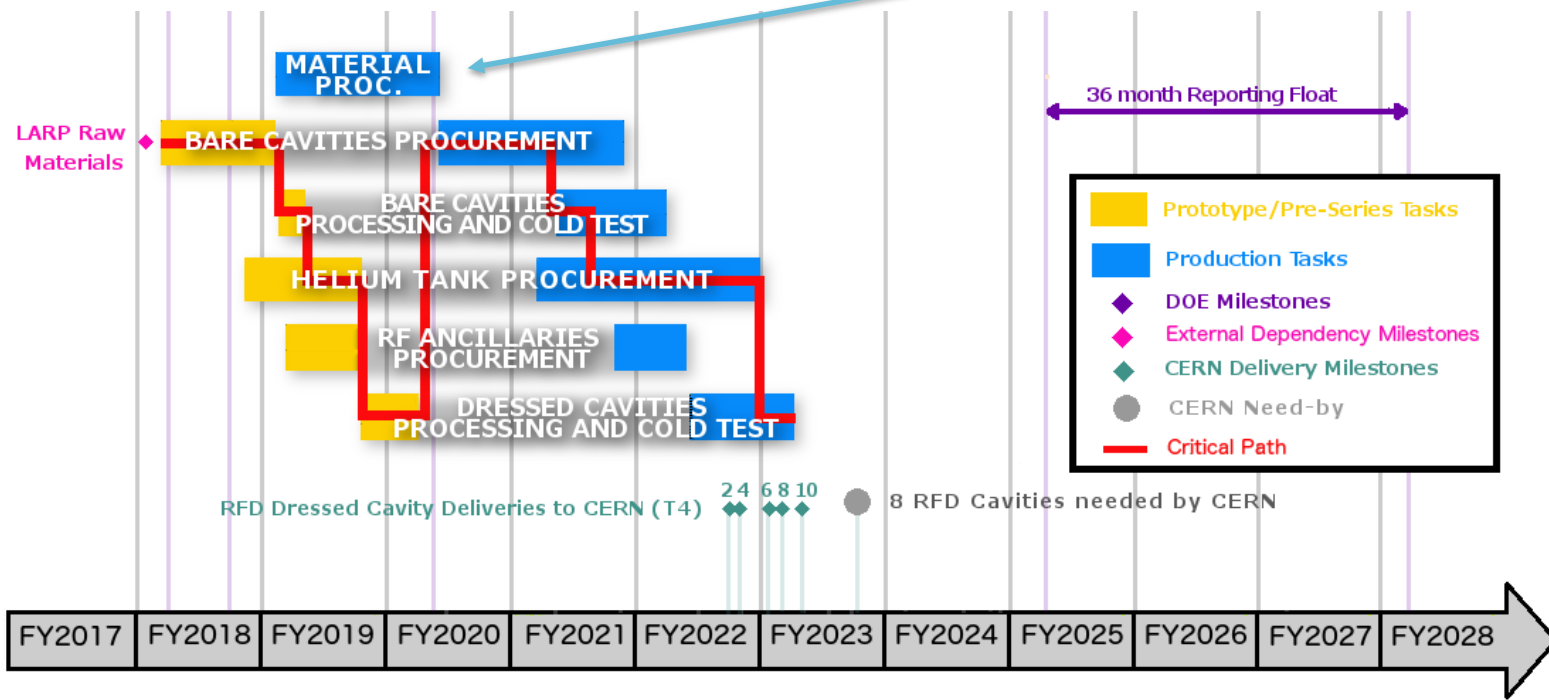 MATERIAL
PROC.
36 month Reporting Float
LARP Raw
Materials
BARE CAVITIES PROCUREMENT
BARE CAVITIES
PROCESSING AND COLD TEST
HELIUM TANK PROCUREMENT
RF ANCILLARIES
PROCUREMENT
DRESSED CAVITIES
PROCESSING AND COLD TEST
Prototype/Pre-Series Tasks
Production Tasks
DOE Milestones
External Dependency Milestones
CERN Delivery Milestones
CERN Need-by
Critical Path
2 4 6 8 10
RFD Dressed Cavity Deliveries to CERN (T4)
8 RFD Cavities needed by CERN
FY2017 FY2018 FY2019 FY2020 FY2021 FY2022 FY2023 FY2024 FY2025 FY2026 FY2027 FY2028